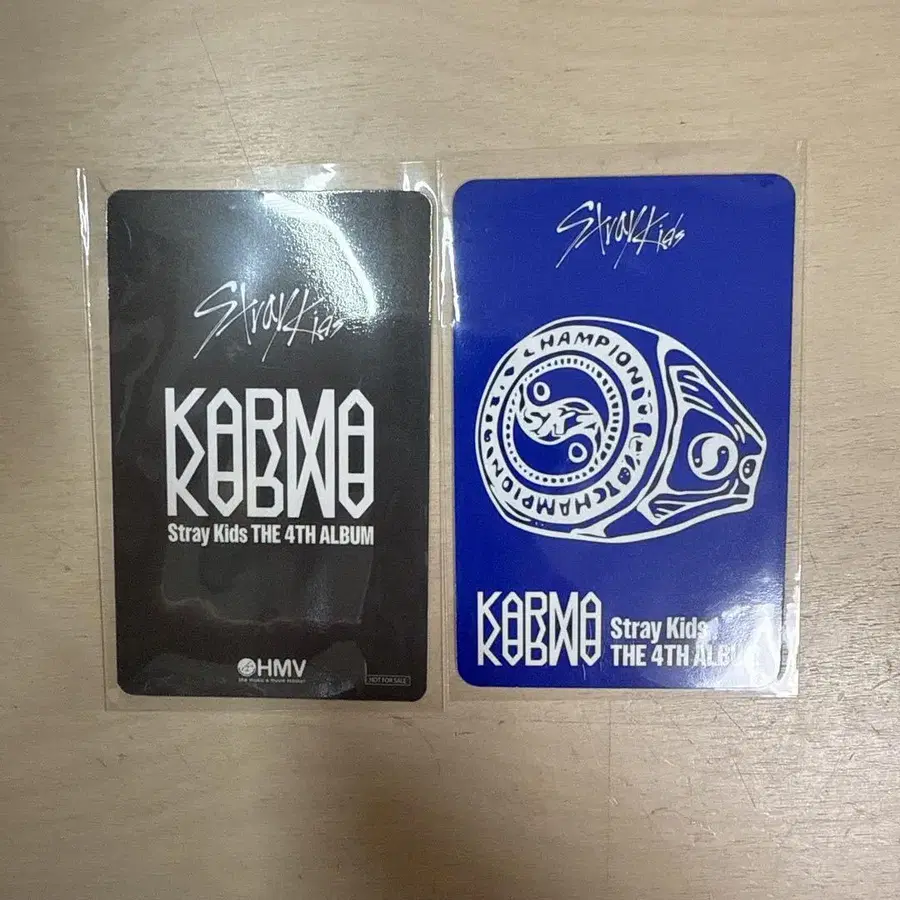 Stray Kids
KARMA
Stray Kids THE 4TH ALBUM
HMV
the music & movie master
NOT FOR SALE
Stray Kids
CHAMPION
CHAMPION
KARMA
Stray Kids
THE 4TH ALBUM